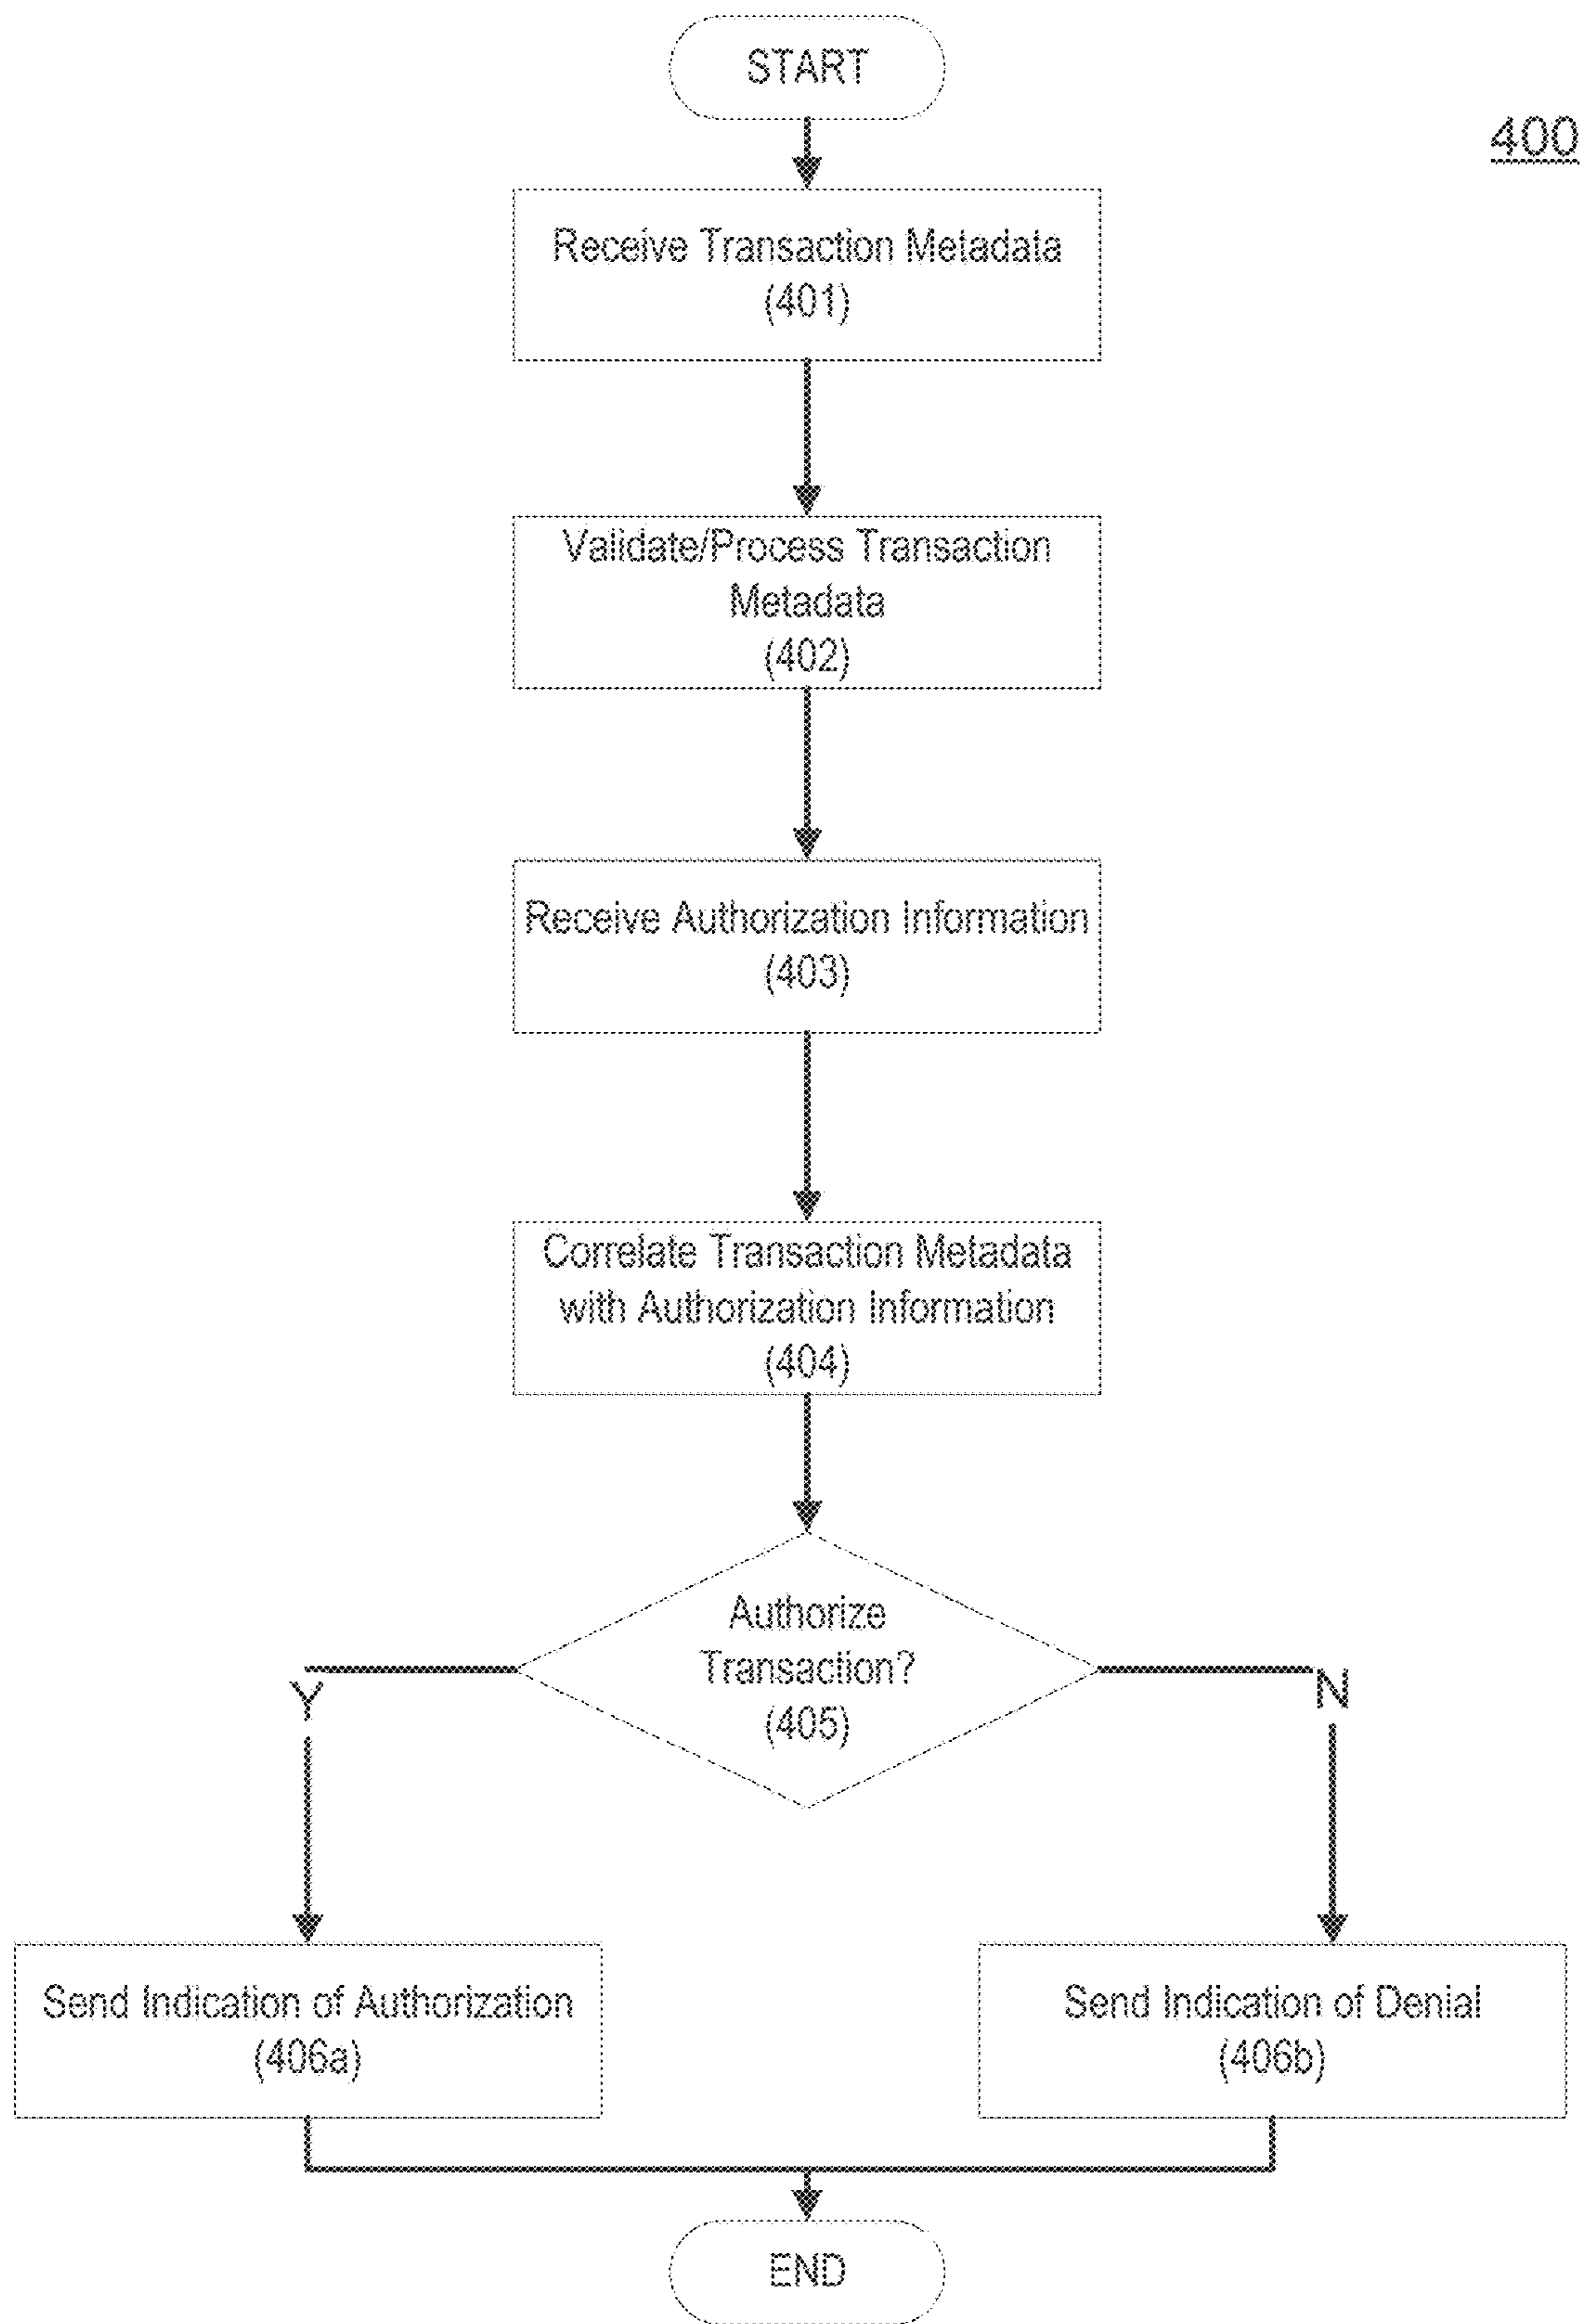 START
400
Receive Transaction Metadata
(401)
Validate/Process Transaction
Metadata
(402)
Receive Authorization Information
(403)
Correlate Transaction Metadata
with Authorization Information
(404)
Authorize
Transaction?
(405)
Y
N
Send Indication of Authorization
(406a)
Send Indication of Denial
(406b)
END